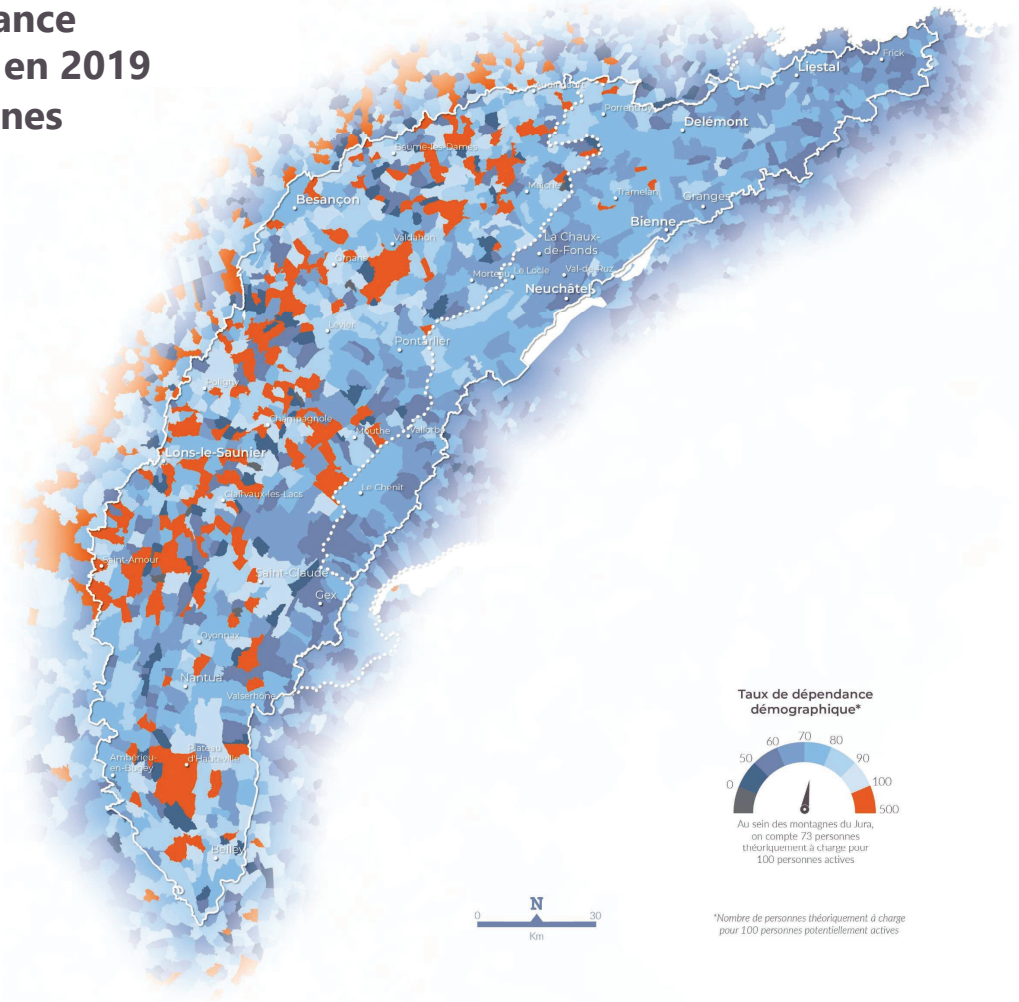 ance
en 2019
nes
Frick
Liestal
Audincourt
Porrentruy
Delémont
Baume-les-Dames
Maîche
Tramelan
Granges
Besançon
Bienne
Valdahon
La Chaux-
de-Fonds
Ornans
Morteau
Le Locle
Val-de-Ruz
Neuchâtel
Levier
Pontarlier
Poligny
Champagnole
Mouthe
Vallorbe
Lons-le-Saunier
Le Chenit
Clairvaux-les-Lacs
Saint-Amour
Saint-Claude
Gex
Oyonnax
Nantua
Valserhône
Plateau
d'Hauteville
Ambérieu-
en-Bugey
Belley
Taux de dépendance
démographique*
0 50 60 70 80 90 100 500
Au sein des montagnes du Jura,
on compte 73 personnes
théoriquement à charge pour
100 personnes actives
N
0 30
Km
*Nombre de personnes théoriquement à charge
pour 100 personnes potentiellement actives